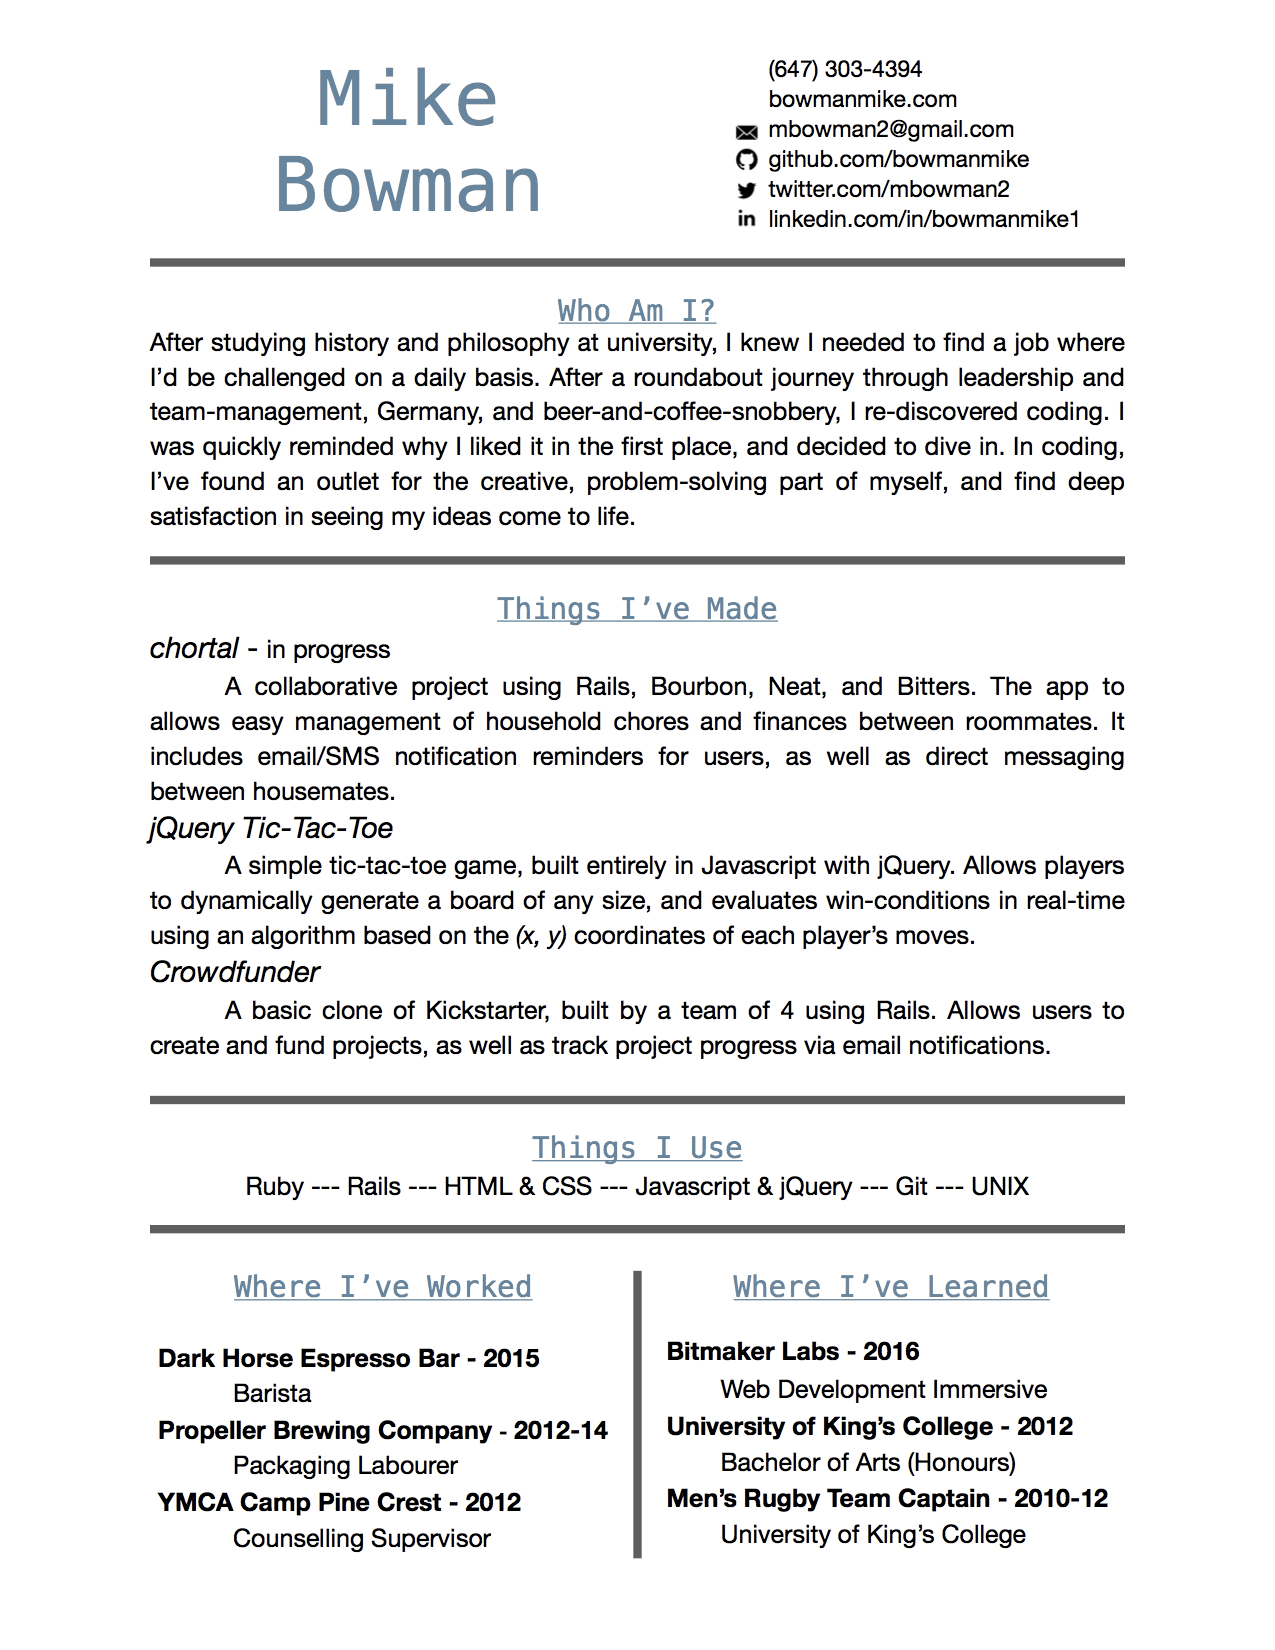 Mike
Bowman
(647) 303-4394
bowmanmike.com
mbowman2@gmail.com
github.com/bowmanmike
twitter.com/mbowman2
in linkedin.com/in/bowmanmike1
Who Am I?
After studying history and philosophy at university, I knew I needed to find a job where
I’d be challenged on a daily basis. After a roundabout journey through leadership and
team-management, Germany, and beer-and-coffee-snobbery, I re-discovered coding. I
was quickly reminded why I liked it in the first place, and decided to dive in. In coding,
I’ve found an outlet for the creative, problem-solving part of myself, and find deep
satisfaction in seeing my ideas come to life.
Things I’ve Made
chortal - in progress
A collaborative project using Rails, Bourbon, Neat, and Bitters. The app to
allows easy management of household chores and finances between roommates. It
includes email/SMS notification reminders for users, as well as direct messaging
between housemates.
jQuery Tic-Tac-Toe
A simple tic-tac-toe game, built entirely in Javascript with jQuery. Allows players
to dynamically generate a board of any size, and evaluates win-conditions in real-time
using an algorithm based on the (x, y) coordinates of each player’s moves.
Crowdfunder
A basic clone of Kickstarter, built by a team of 4 using Rails. Allows users to
create and fund projects, as well as track project progress via email notifications.
Things I Use
Ruby --- Rails --- HTML & CSS --- Javascript & jQuery --- Git --- UNIX
Where I’ve Worked
Dark Horse Espresso Bar - 2015
Barista
Propeller Brewing Company - 2012-14
Packaging Labourer
YMCA Camp Pine Crest - 2012
Counselling Supervisor
Where I’ve Learned
Bitmaker Labs - 2016
Web Development Immersive
University of King’s College - 2012
Bachelor of Arts (Honours)
Men’s Rugby Team Captain - 2010-12
University of King’s College